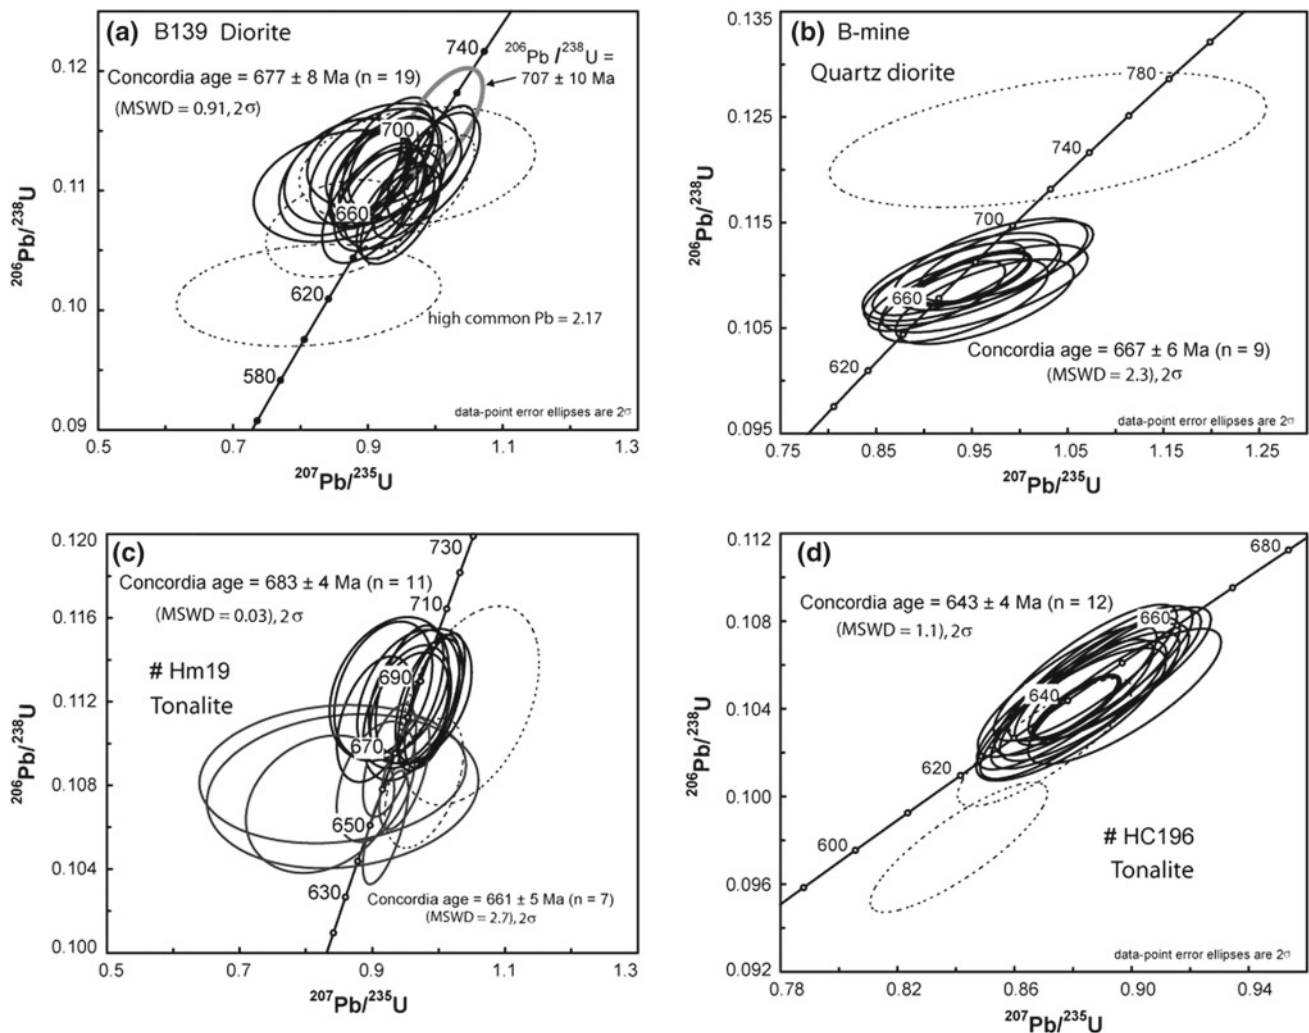 (a) B139 Diorite
Concordia age = 677 ± 8 Ma (n = 19)
(MSWD = 0.91, 2σ)
²⁰⁶Pb /²³⁸U =
707 ± 10 Ma
740
700
660
620
580
high common Pb = 2.17
data-point error ellipses are 2σ
0.12
0.11
0.10
0.09
²⁰⁶Pb/²³⁸U
0.5 0.7 0.9 1.1 1.3
²⁰⁷Pb/²³⁵U
(b) B-mine
Quartz diorite
780
740
700
660
620
Concordia age = 667 ± 6 Ma (n = 9)
(MSWD = 2.3), 2σ
data-point error ellipses are 2σ
0.135
0.125
0.115
0.105
0.095
²⁰⁶Pb/²³⁸U
0.75 0.85 0.95 1.05 1.15 1.25
²⁰⁷Pb/²³⁵U
(c)
Concordia age = 683 ± 4 Ma (n = 11)
(MSWD = 0.03), 2σ
# Hm19
Tonalite
730
710
690
670
650
630
Concordia age = 661 ± 5 Ma (n = 7)
(MSWD = 2.7), 2σ
0.120
0.116
0.112
0.108
0.104
0.100
²⁰⁶Pb/²³⁸U
0.5 0.7 0.9 1.1 1.3
²⁰⁷Pb/²³⁵U
(d)
Concordia age = 643 ± 4 Ma (n = 12)
(MSWD = 1.1), 2σ
680
660
640
620
600
# HC196
Tonalite
data-point error ellipses are 2σ
0.112
0.108
0.104
0.100
0.096
0.092
²⁰⁶Pb/²³⁸U
0.78 0.82 0.86 0.90 0.94
²⁰⁷Pb/²³⁵U